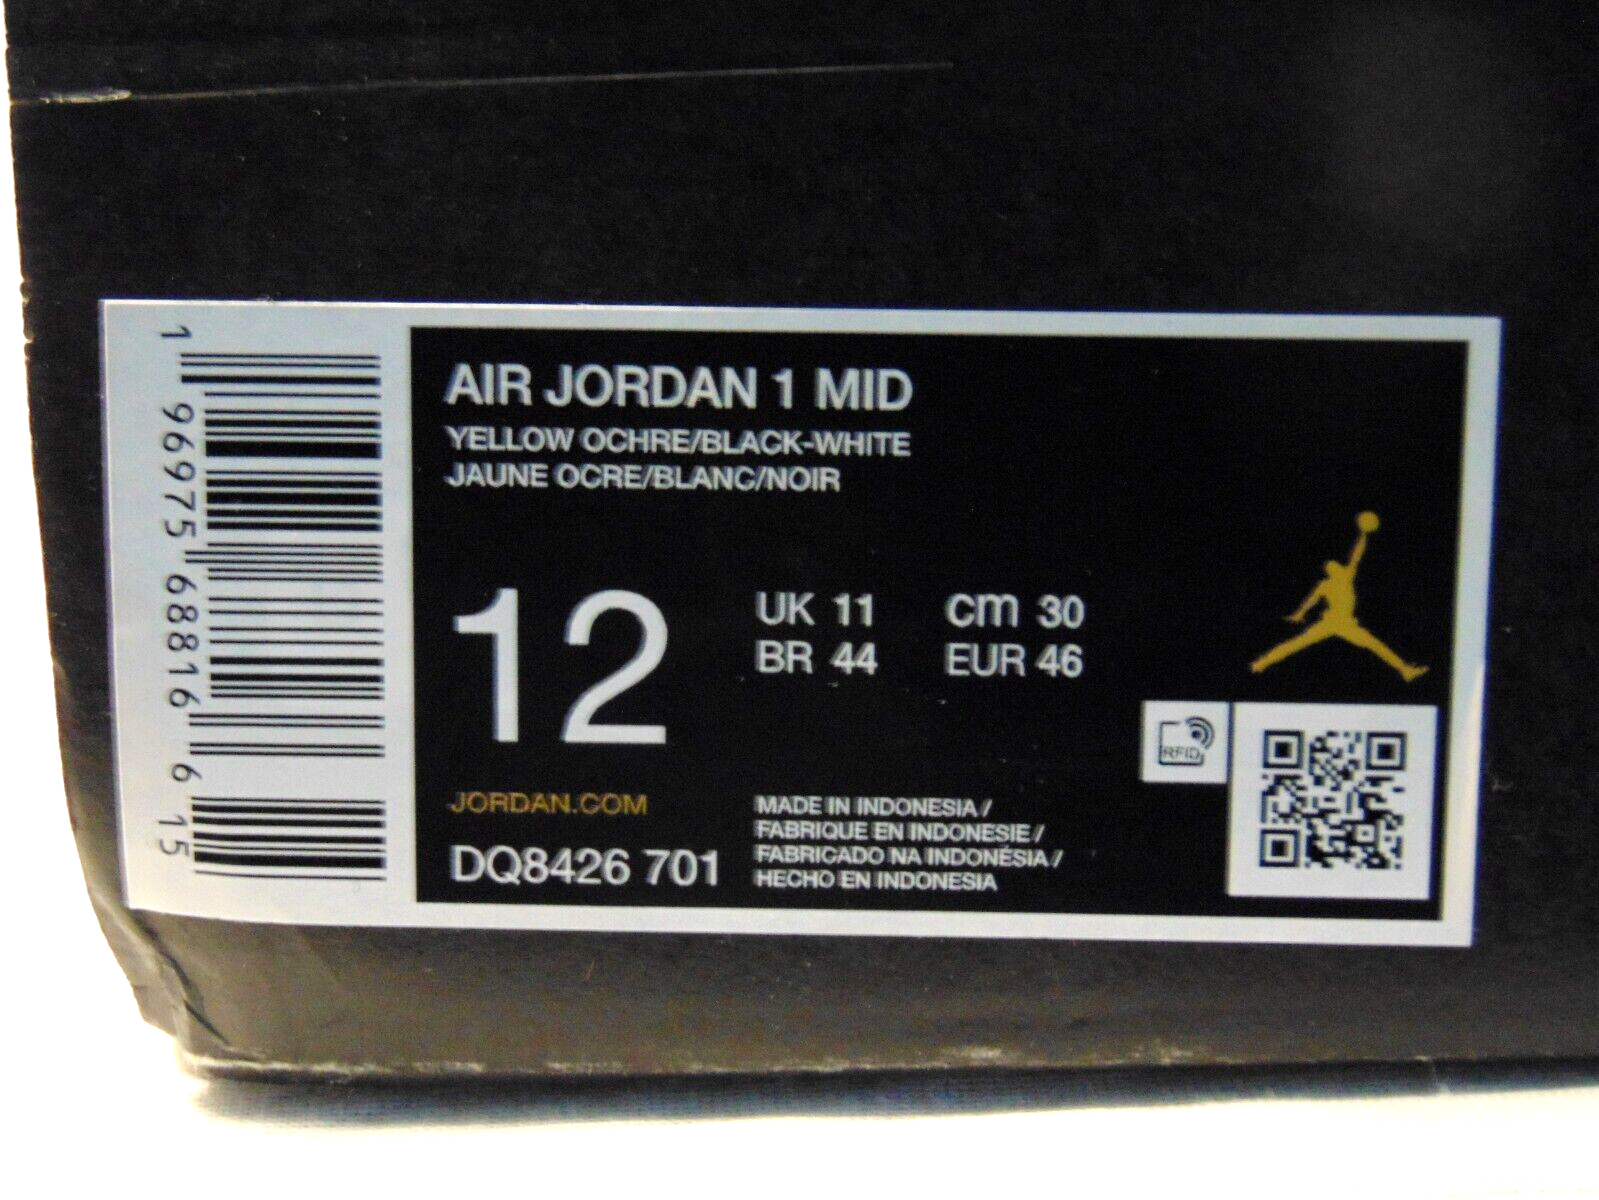 AIR JORDAN 1 MID
YELLOW OCHRE/BLACK-WHITE
JAUNE OCRE/BLANC/NOIR
12
UK 11
cm 30
BR 44
EUR 46
RFID
JORDAN.COM
DQ8426 701
MADE IN INDONESIA /
FABRIQUE EN INDONESIE /
FABRICADO NA INDONÉSIA /
HECHO EN INDONESIA
1 96975 68816 6 15